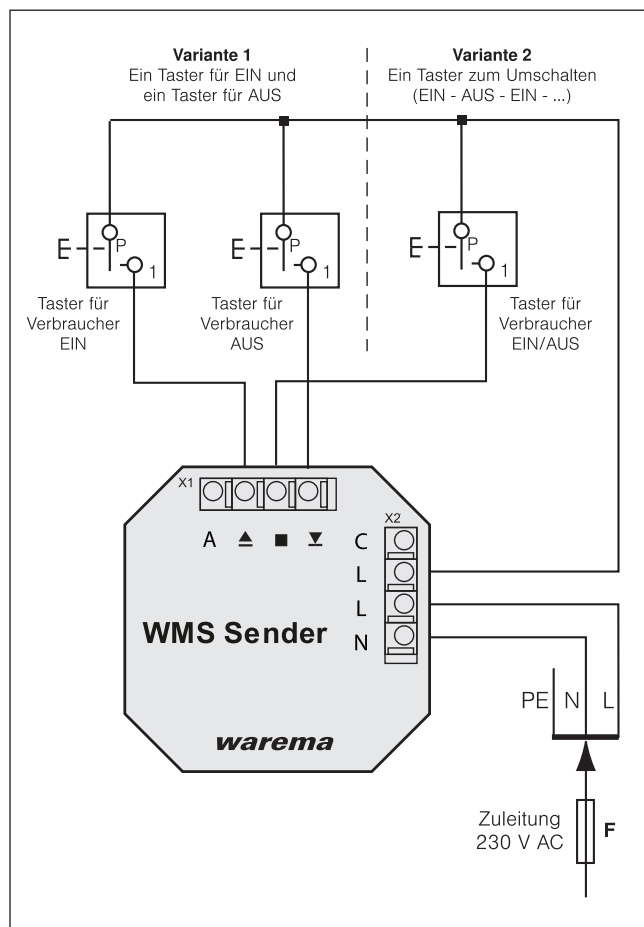 Variante 1
Ein Taster für EIN und
ein Taster für AUS
Variante 2
Ein Taster zum Umschalten
(EIN - AUS - EIN - ...)
P
1
P
1
P
1
Taster für
Verbraucher
EIN
Taster für
Verbraucher
AUS
Taster für
Verbraucher
EIN/AUS
X1
A
X2
C
L
L
N
WMS Sender
warema
PE N L
Zuleitung
230 V AC
F